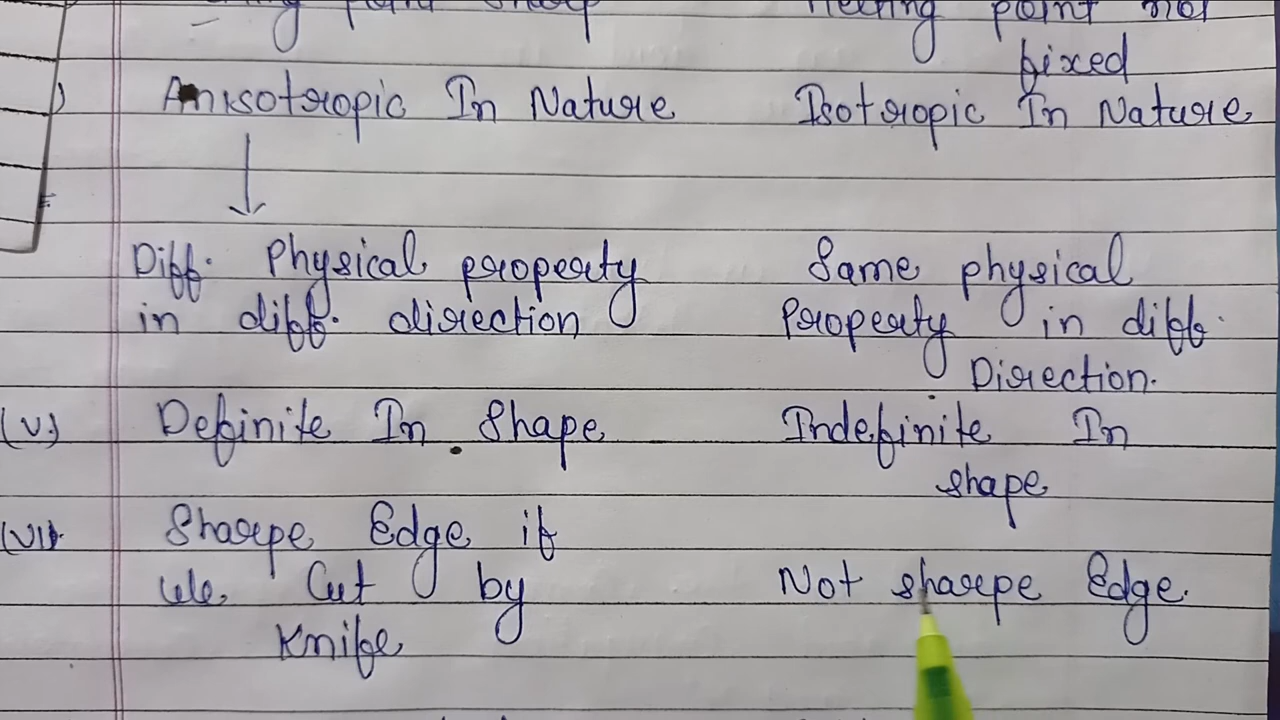 point sharp
Melting point not
fixed
Anisotropic In Nature
Isotropic In Nature
Diff. Physical property
in diff. direction
Same physical
Property in diff.
Direction.
(V.) Definite In Shape
Indefinite In
shape
(VI). Sharpe Edge if
We Cut by
Knife
Not sharpe Edge.